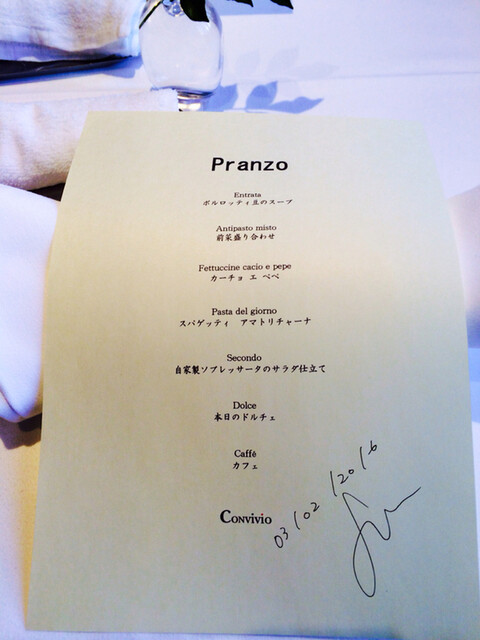 Pranzo
Entrata
ボルロッティ豆のスープ
Antipasto misto
前菜盛り合わせ
Fettuccine cacio e pepe
カーチョ エ ペペ
Pasta del giorno
スパゲッティ アマトリチャーナ
Secondo
自家製ソプレッサータのサラダ仕立て
Dolce
本日のドルチェ
Caffè
カフェ
CONVIVIO
03/02/2016